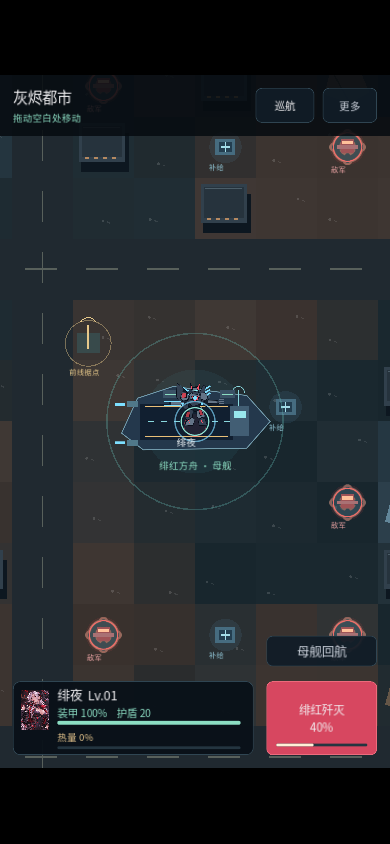 灰烬都市
拖动空白处移动
巡航
更多
补给
敌军
前线据点
补给
绯夜
绯红方舟 · 母舰
敌军
敌军
补给
母舰回航
绯夜 Lv.01
装甲 100% 护盾 20
热量 0%
绯红歼灭
40%